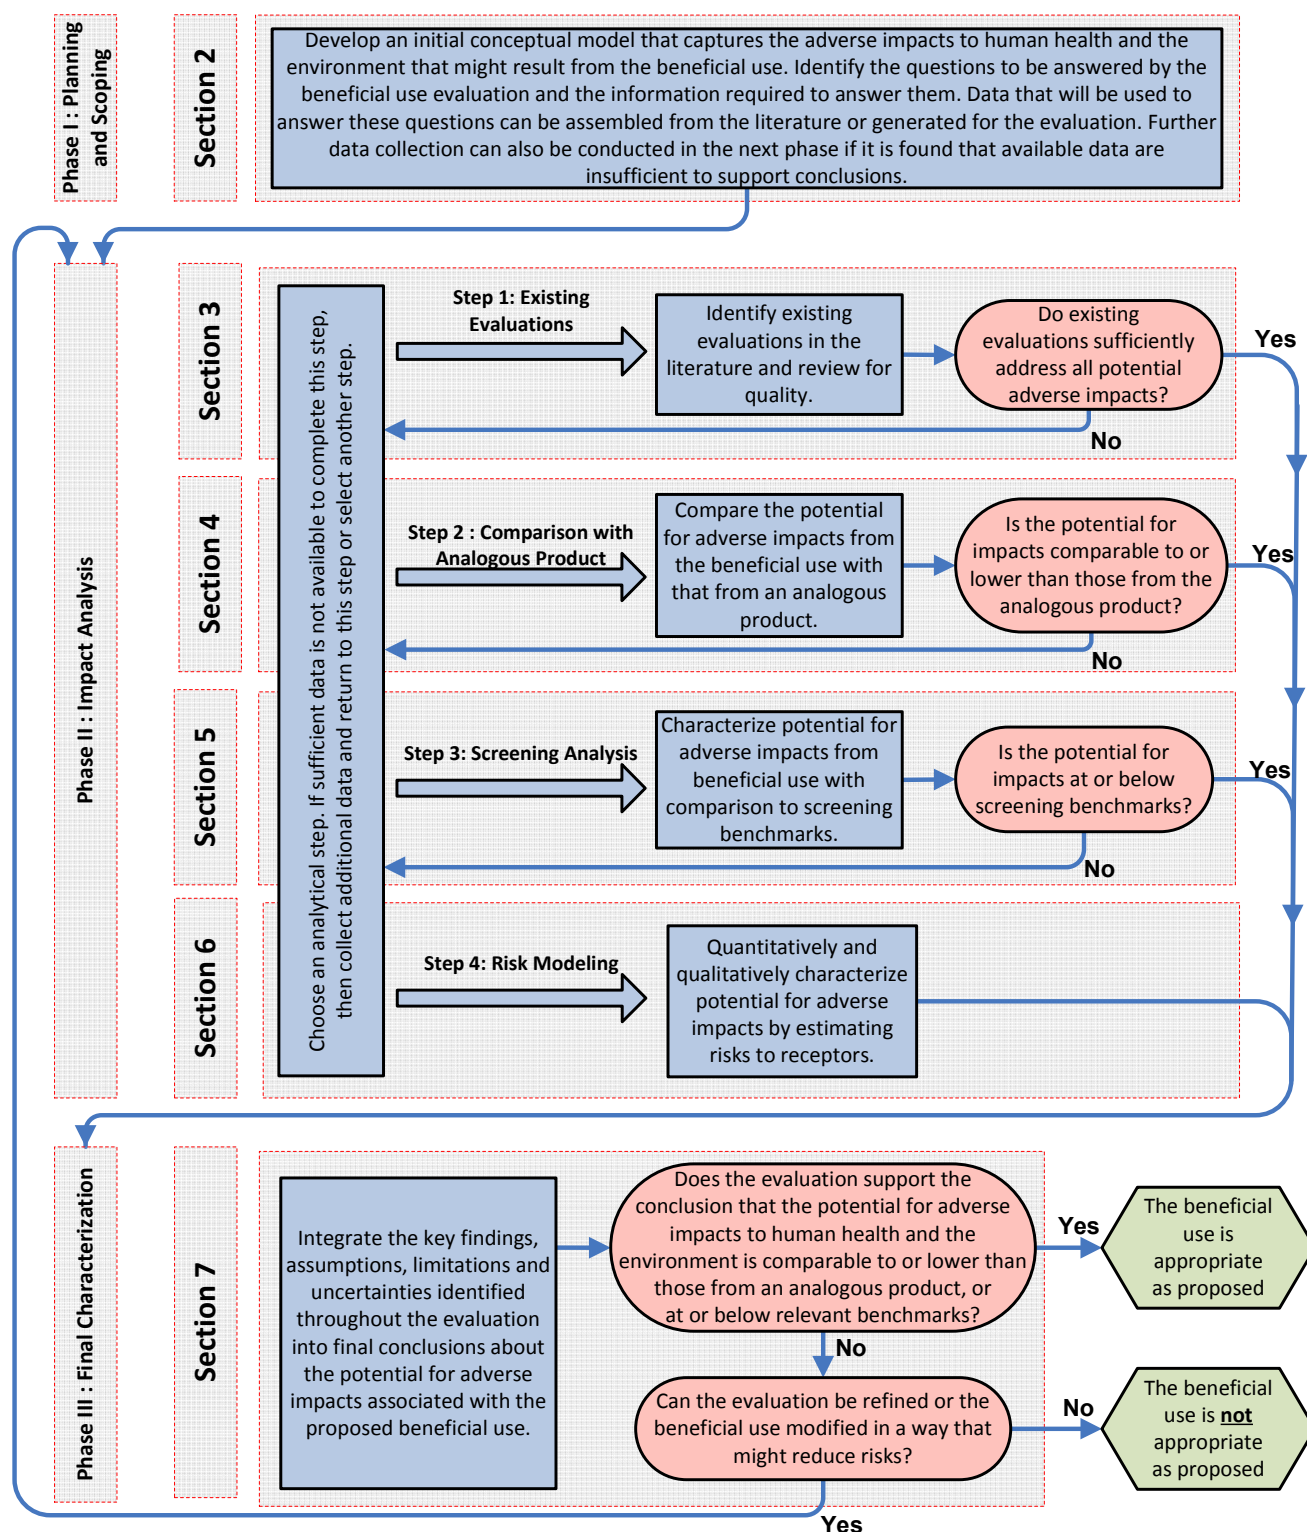 Phase I : Planning
and Scoping
Section 2
Develop an initial conceptual model that captures the adverse impacts to human health and the
environment that might result from the beneficial use. Identify the questions to be answered by the
beneficial use evaluation and the information required to answer them. Data that will be used to
answer these questions can be assembled from the literature or generated for the evaluation. Further
data collection can also be conducted in the next phase if it is found that available data are
insufficient to support conclusions.
Phase II : Impact Analysis
Choose an analytical step. If sufficient data is not available to complete this step,
then collect additional data and return to this step or select another step.
Section 3
Step 1: Existing
Evaluations
Identify existing
evaluations in the
literature and review for
quality.
Do existing
evaluations sufficiently
address all potential
adverse impacts?
Yes
No
Section 4
Step 2 : Comparison with
Analogous Product
Compare the potential
for adverse impacts from
the beneficial use with
that from an analogous
product.
Is the potential for
impacts comparable to or
lower than those from the
analogous product?
Yes
No
Section 5
Step 3: Screening Analysis
Characterize potential for
adverse impacts from
beneficial use with
comparison to screening
benchmarks.
Is the potential for
impacts at or below
screening benchmarks?
Yes
No
Section 6
Step 4: Risk Modeling
Quantitatively and
qualitatively characterize
potential for adverse
impacts by estimating
risks to receptors.
Phase III : Final Characterization
Section 7
Integrate the key findings,
assumptions, limitations and
uncertainties identified
throughout the evaluation
into final conclusions about
the potential for adverse
impacts associated with the
proposed beneficial use.
Does the evaluation support the
conclusion that the potential for adverse
impacts to human health and the
environment is comparable to or lower than
those from an analogous product, or
at or below relevant benchmarks?
Yes
The beneficial
use is
appropriate
as proposed
No
Can the evaluation be refined or the
beneficial use modified in a way that
might reduce risks?
No
The beneficial
use is not
appropriate
as proposed
Yes